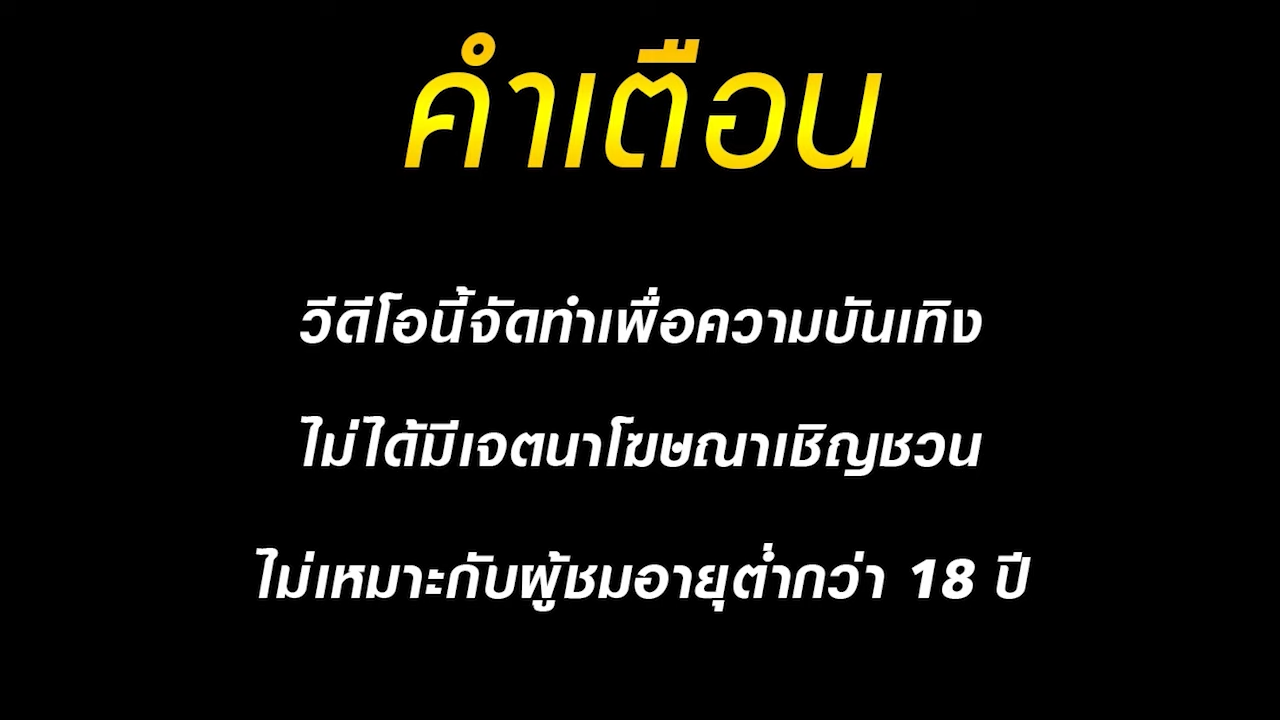 คำเตือน
วีดีโอนี้จัดทำเพื่อความบันเทิง
ไม่ได้มีเจตนาโฆษณาเชิญชวน
ไม่เหมาะกับผู้ชมอายุต่ำกว่า 18 ปี